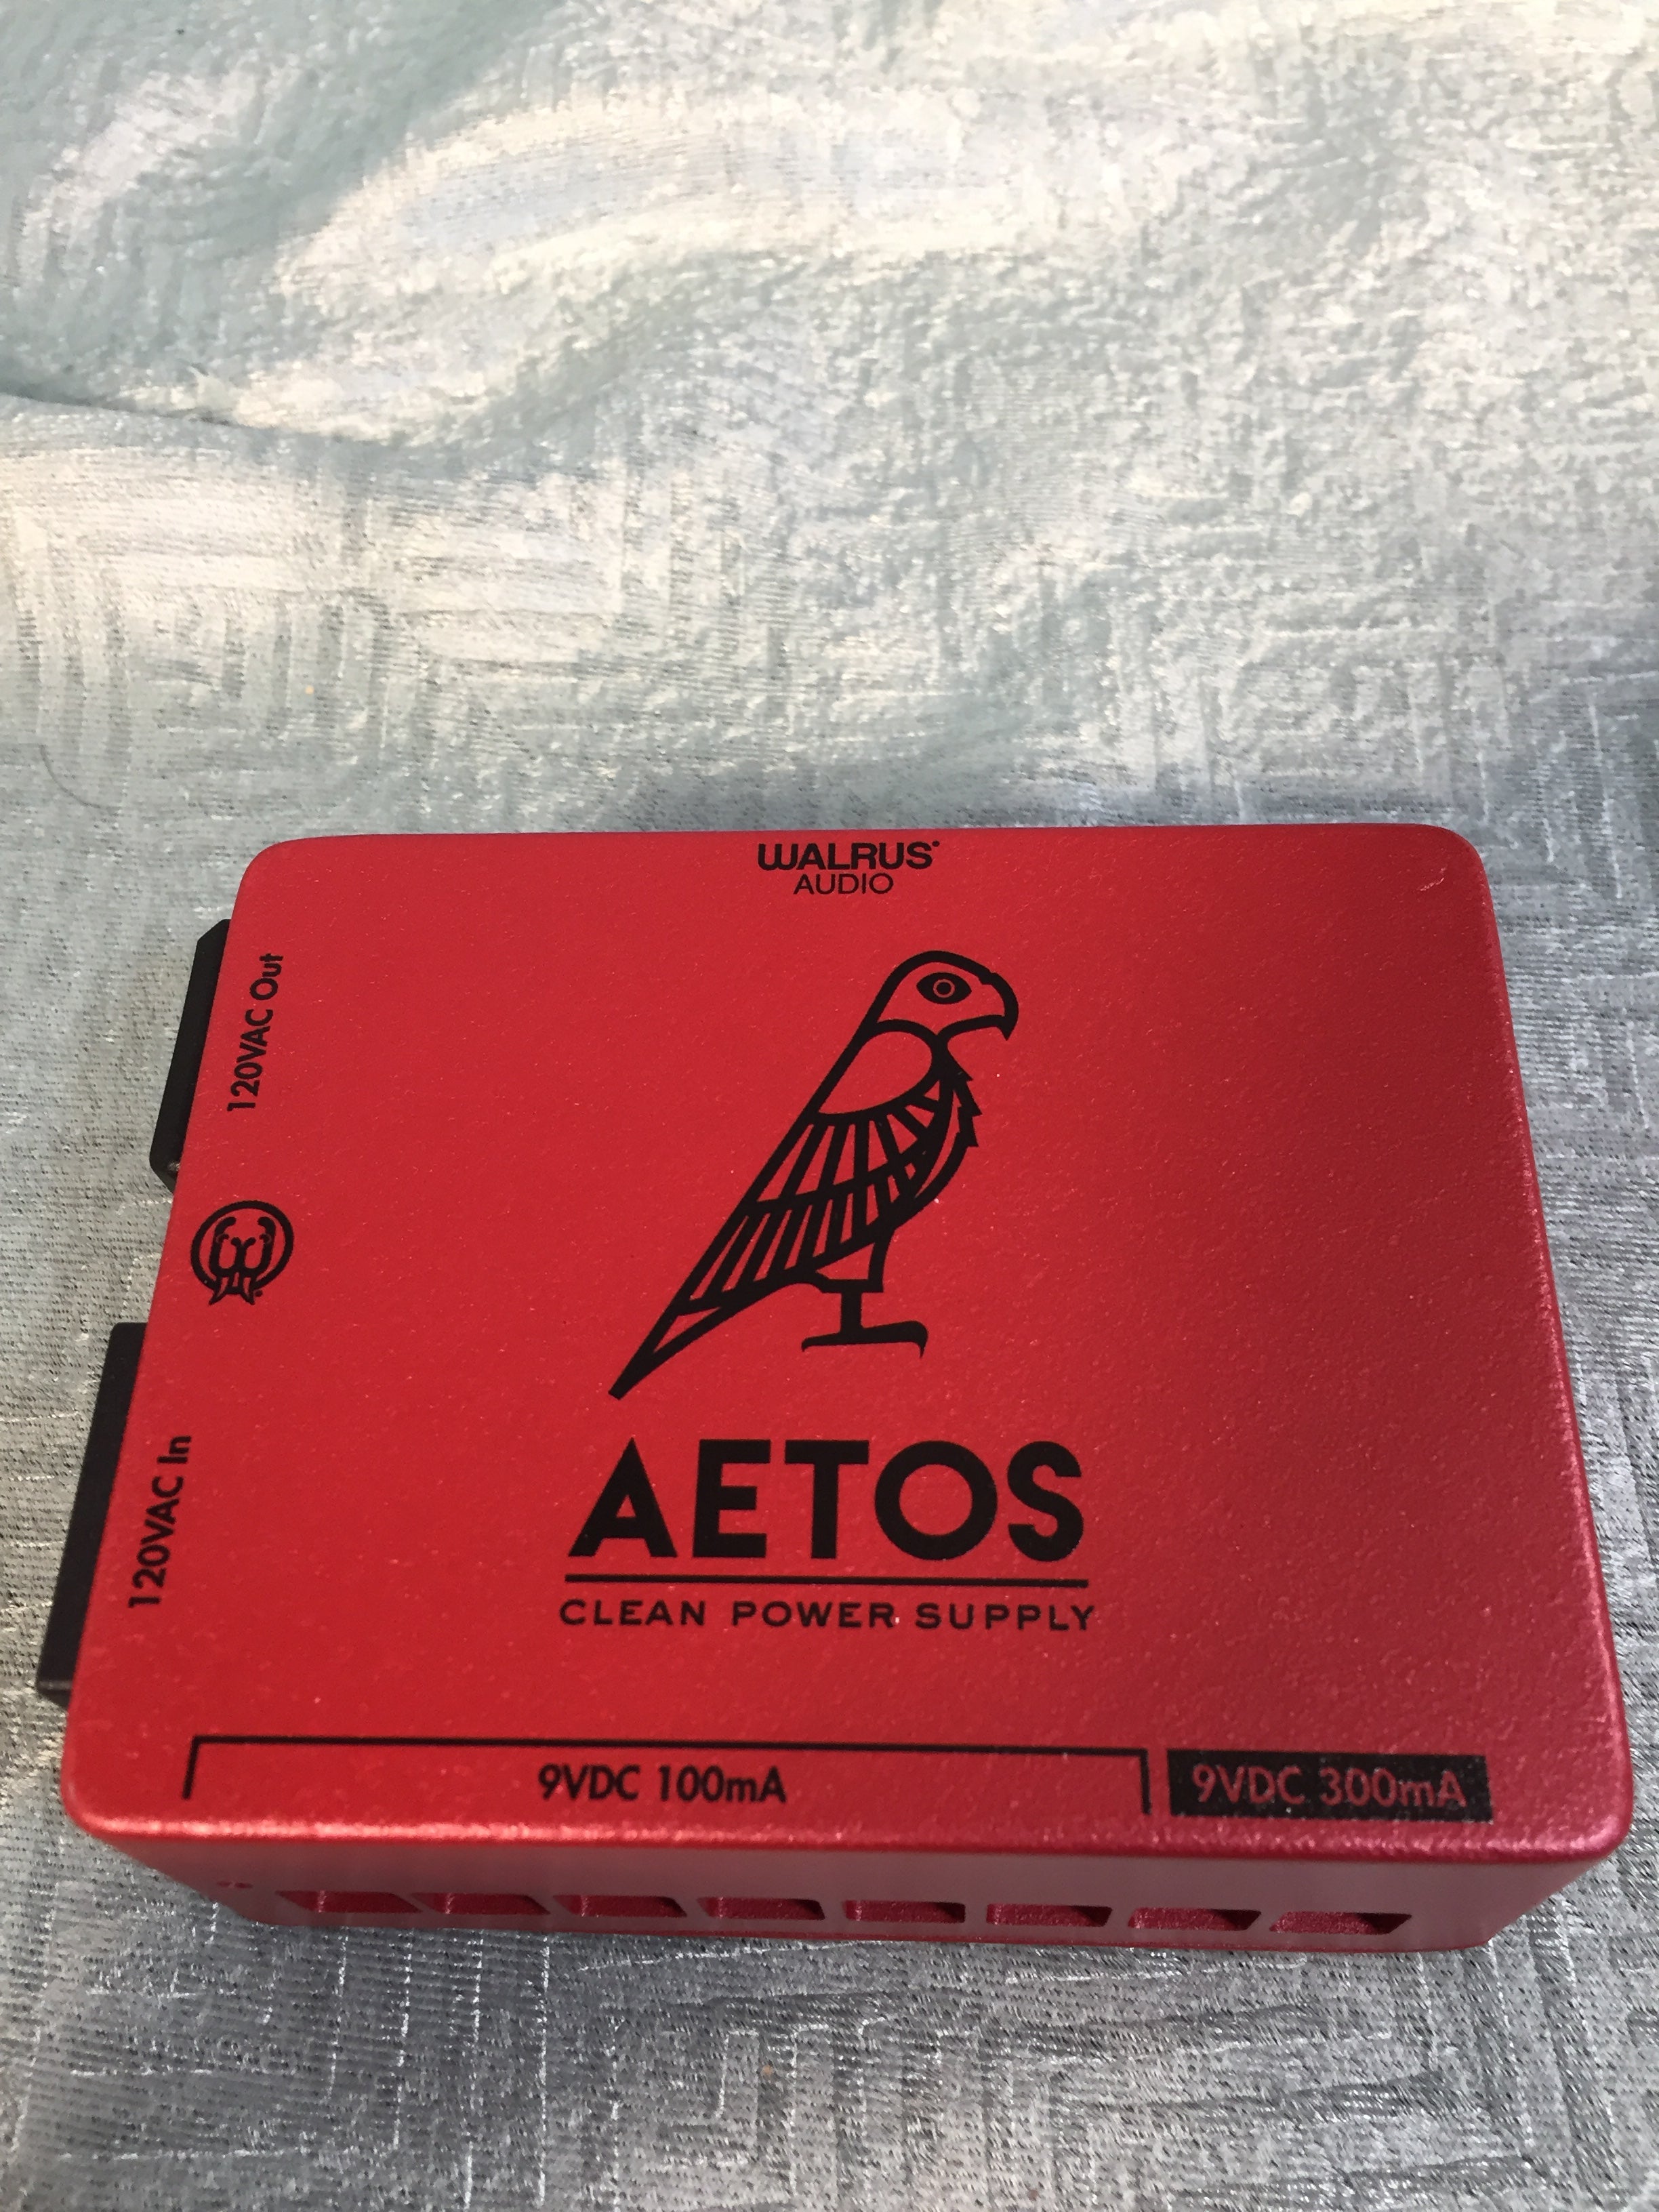 WALRUS
AUDIO
120VAC Out
120VAC In
AETOS
CLEAN POWER SUPPLY
9VDC 100mA
9VDC 300mA